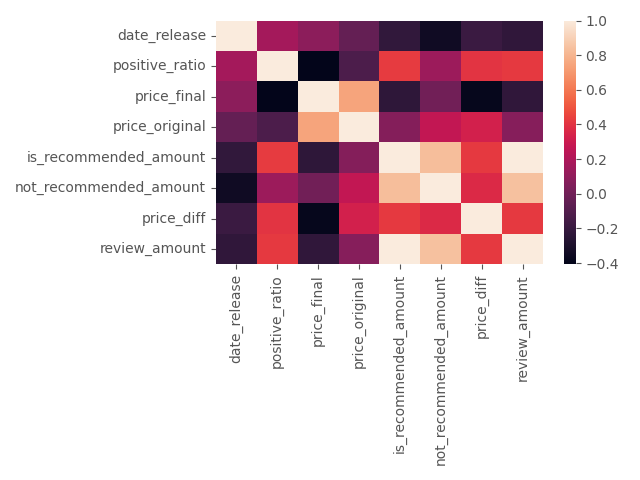 date_release
positive_ratio
price_final
price_original
is_recommended_amount
not_recommended_amount
price_diff
review_amount
date_release
positive_ratio
price_final
price_original
is_recommended_amount
not_recommended_amount
price_diff
review_amount
1.0
0.8
0.6
0.4
0.2
0.0
−0.2
−0.4